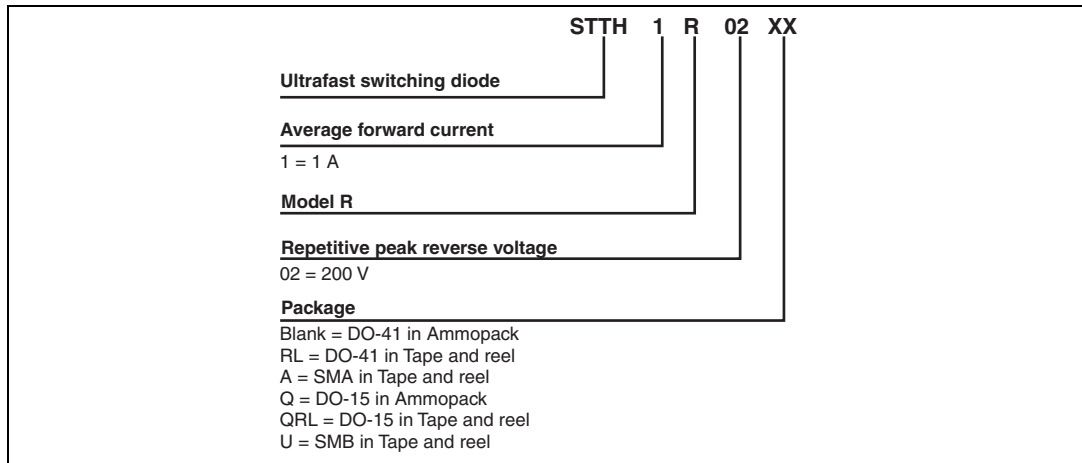 STTH 1 R 02 XX
Ultrafast switching diode
Average forward current
1 = 1 A
Model R
Repetitive peak reverse voltage
02 = 200 V
Package
Blank = DO-41 in Ammopack
RL = DO-41 in Tape and reel
A = SMA in Tape and reel
Q = DO-15 in Ammopack
QRL = DO-15 in Tape and reel
U = SMB in Tape and reel